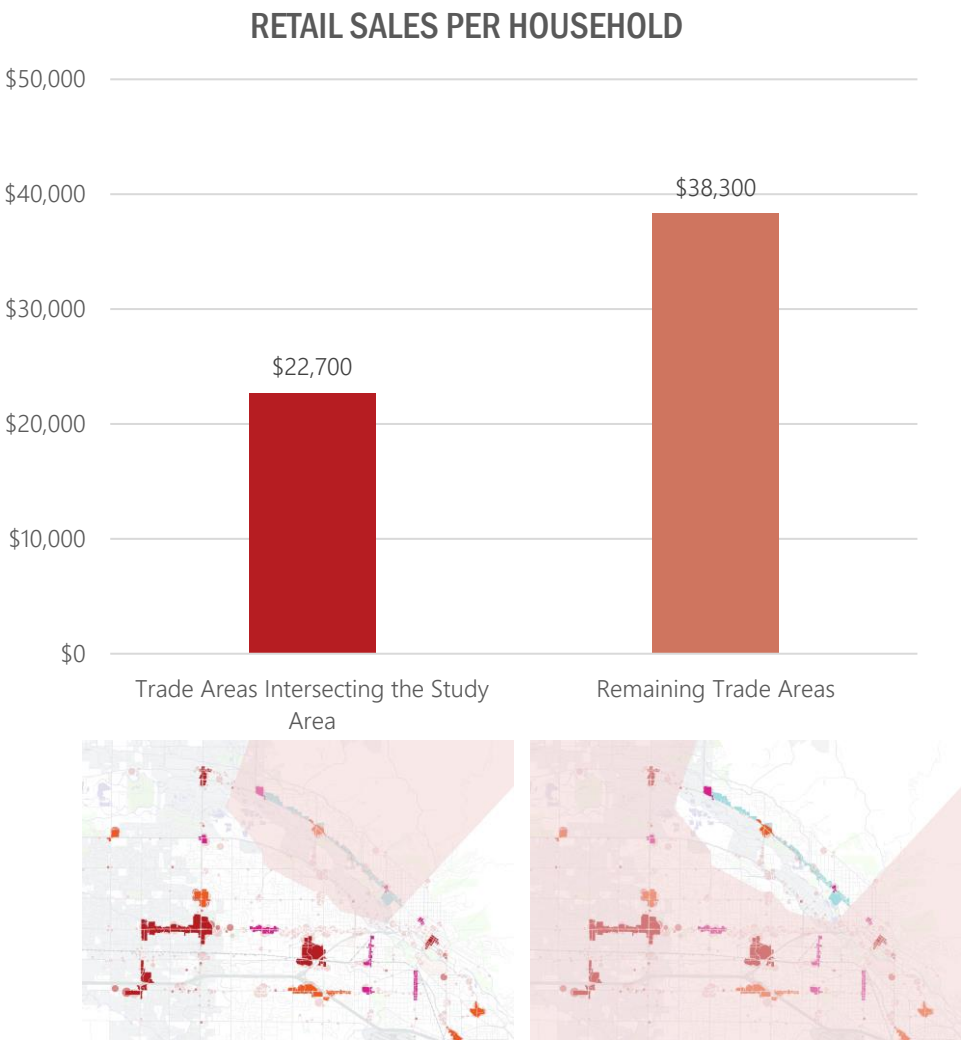 RETAIL SALES PER HOUSEHOLD
$50,000
$40,000
$38,300
$30,000
$22,700
$20,000
$10,000
$0
Trade Areas Intersecting the Study
Area
Remaining Trade Areas